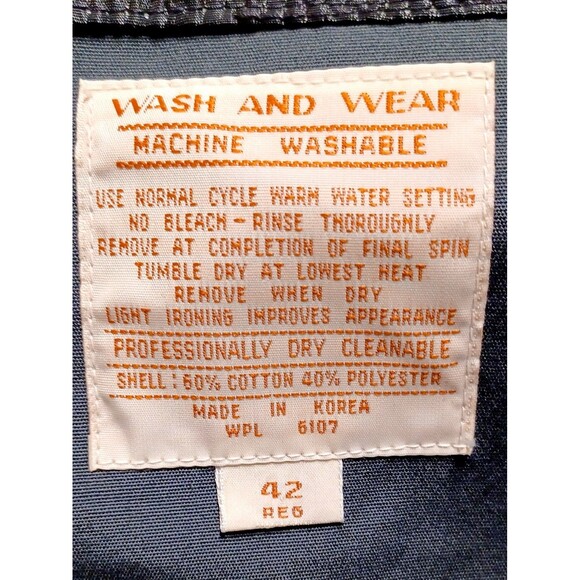 WASH AND WEAR
MACHINE WASHABLE
USE NORMAL CYCLE WARM WATER SETTING
NO BLEACH - RINSE THOROUGHLY
REMOVE AT COMPLETION OF FINAL SPIN
TUMBLE DRY AT LOWEST HEAT
REMOVE WHEN DRY
LIGHT IRONING IMPROVES APPEARANCE
PROFESSIONALLY DRY CLEANABLE
SHELL: 60% COTTON 40% POLYESTER
MADE IN KOREA
WPL 6107
42
REG